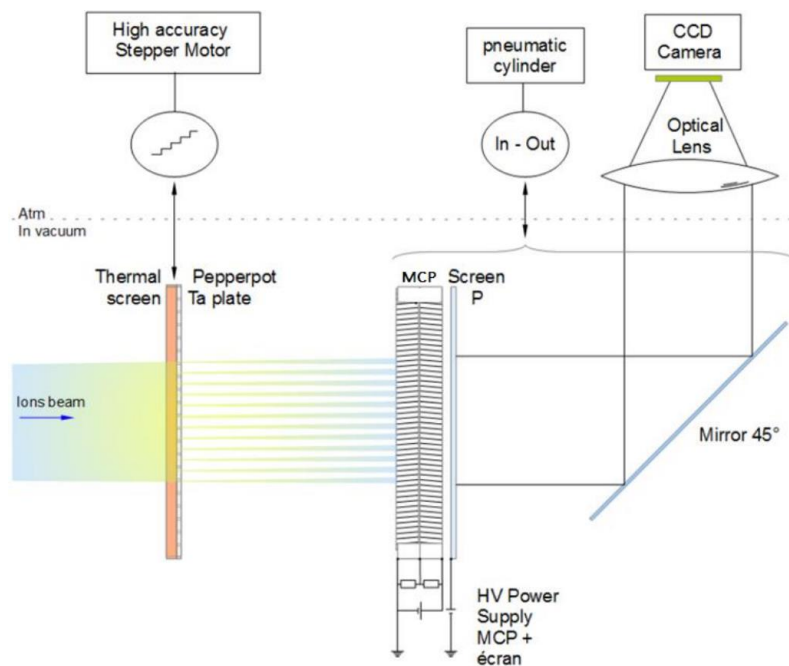 High accuracy
Stepper Motor
pneumatic
cylinder
CCD
Camera
In - Out
Optical
Lens
Atm
In vacuum
Thermal
screen
Pepperpot
Ta plate
MCP
Screen
P
Ions beam
Mirror 45°
HV Power
Supply
MCP +
écran